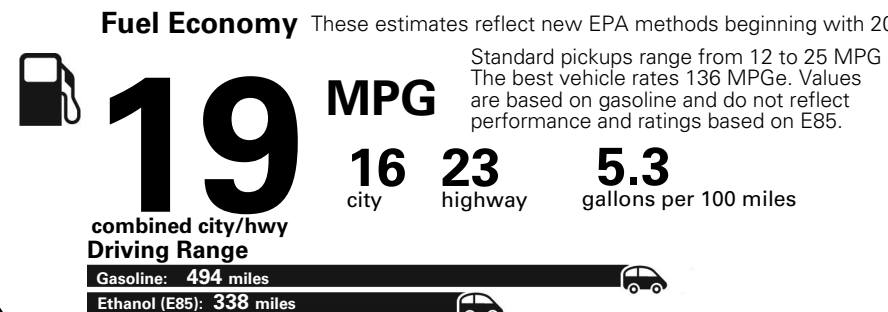 Fuel Economy These estimates reflect new EPA methods beginning with
Standard pickups range from 12 to 25 MPG
The best vehicle rates 136 MPGe. Values
are based on gasoline and do not reflect
performance and ratings based on E85.
19 MPG
16 city
23 highway
5.3 gallons per 100 miles
combined city/hwy
Driving Range
Gasoline: 494 miles
Ethanol (E85): 338 miles